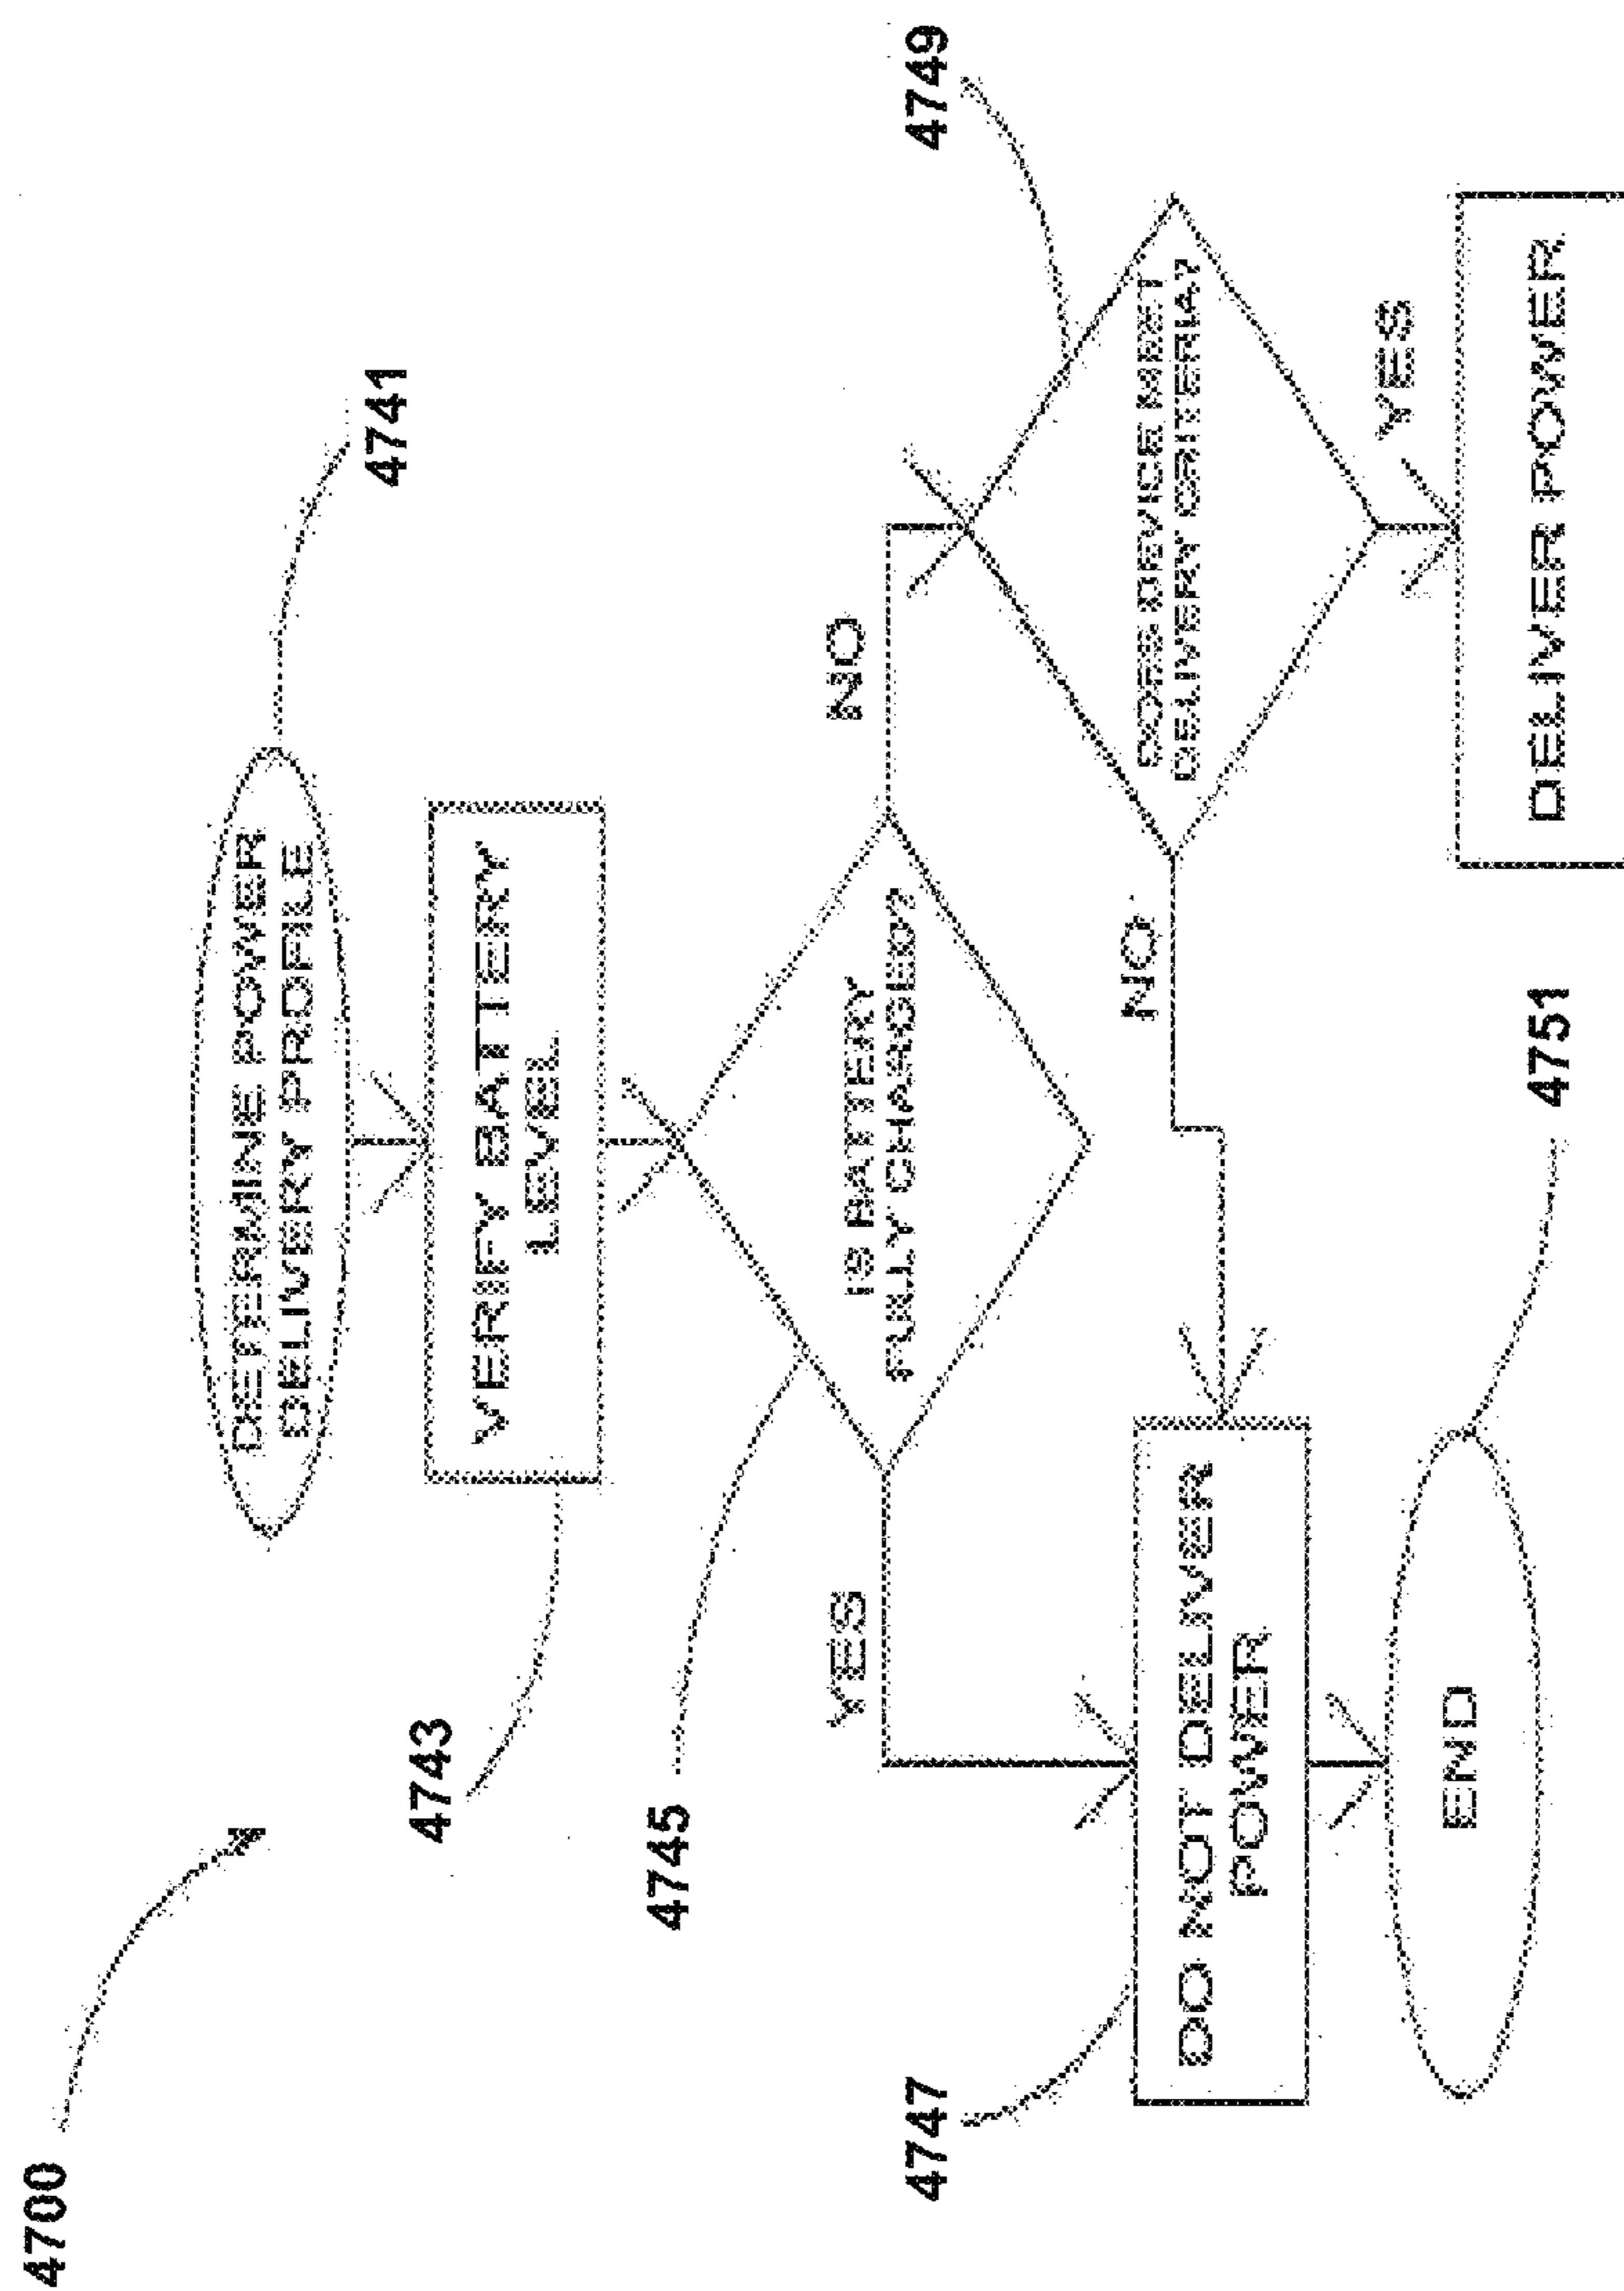 4700
4741
DETERMINE POWER
DELIVERY PROFILE
4743
VERIFY BATTERY
LEVEL
4745
IS BATTERY
FULLY CHARGED?
YES
NO
4747
4749
DO NOT DELIVER
POWER
NO
DOES DEVICE MEET
DELIVERY CRITERIA?
YES
END
4751
DELIVER POWER